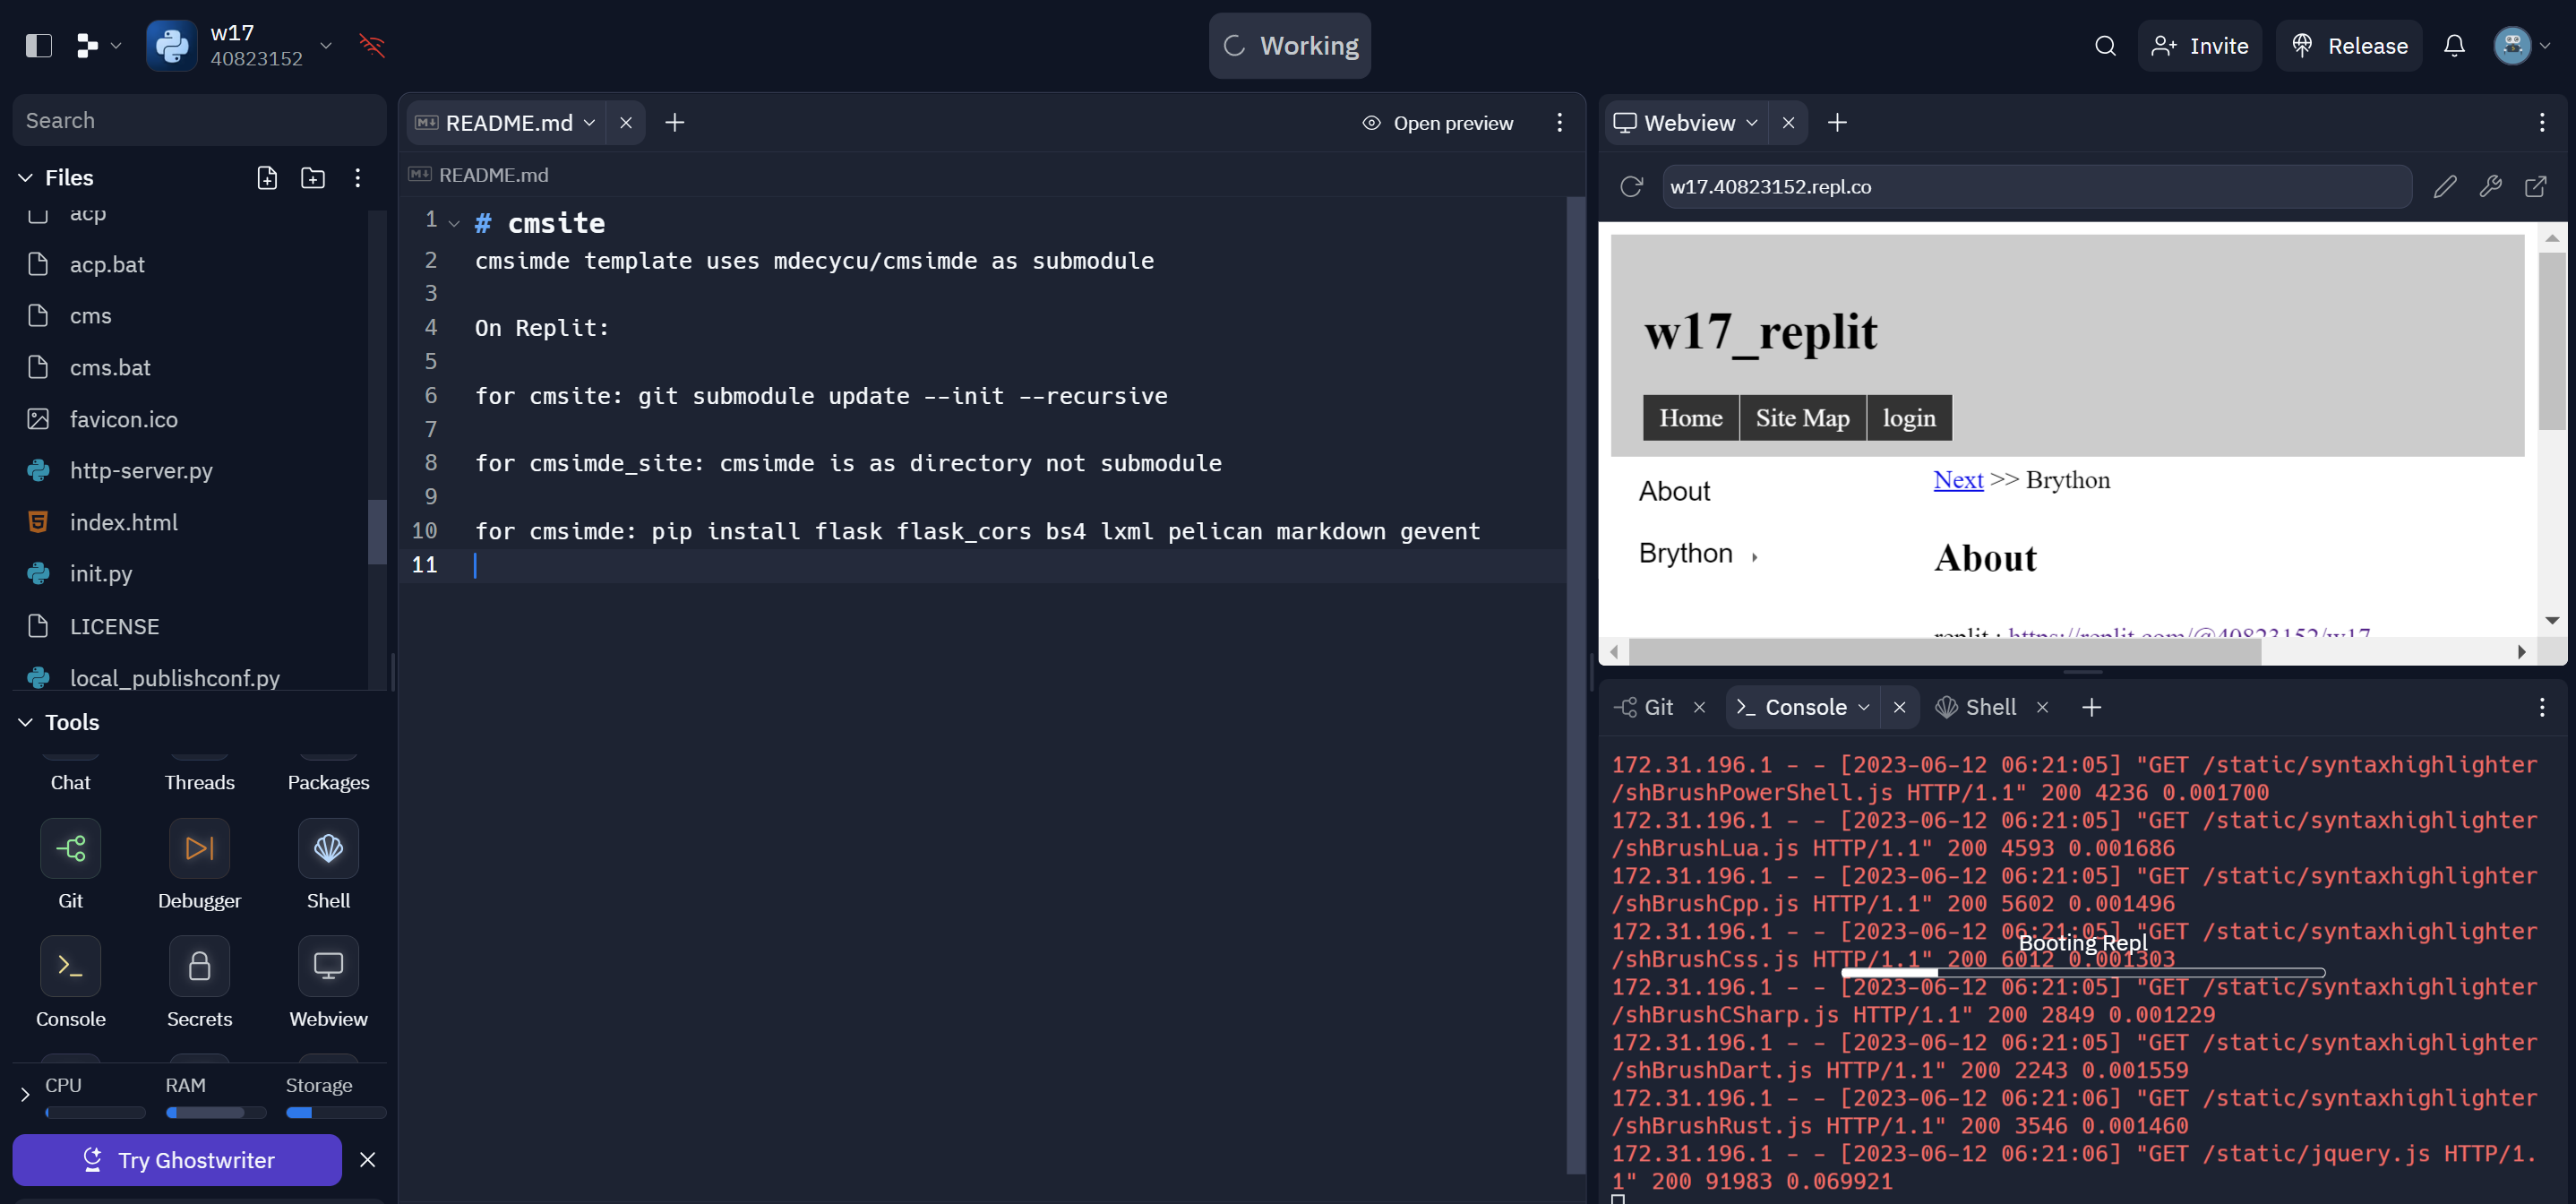 w17
40823152
Working
Invite
Release
Search
Files
acp
acp.bat
cms
cms.bat
favicon.ico
http-server.py
index.html
init.py
LICENSE
local_publishconf.py
Tools
Chat
Threads
Packages
Git
Debugger
Shell
Console
Secrets
Webview
CPU
RAM
Storage
Try Ghostwriter
README.md
Open preview
README.md
1 # cmsite
2 cmsimde template uses mdecycu/cmsimde as submodule
3
4 On Replit:
5
6 for cmsite: git submodule update --init --recursive
7
8 for cmsimde_site: cmsimde is as directory not submodule
9
10 for cmsimde: pip install flask flask_cors bs4 lxml pelican markdown gevent
11
Webview
w17.40823152.repl.co
w17_replit
Home
Site Map
login
About
Brython
Next >> Brython
About
replit : https://replit.com/@40823152/w17
Git
Console
Shell
172.31.196.1 - - [2023-06-12 06:21:05] "GET /static/syntaxhighlighter
/shBrushPowerShell.js HTTP/1.1" 200 4236 0.001700
172.31.196.1 - - [2023-06-12 06:21:05] "GET /static/syntaxhighlighter
/shBrushLua.js HTTP/1.1" 200 4593 0.001686
172.31.196.1 - - [2023-06-12 06:21:05] "GET /static/syntaxhighlighter
/shBrushCpp.js HTTP/1.1" 200 5602 0.001496
172.31.196.1 - - [2023-06-12 06:21:05] "GET /static/syntaxhighlighter
Booting Repl
/shBrushCss.js HTTP/1.1" 200 6012 0.001303
172.31.196.1 - - [2023-06-12 06:21:05] "GET /static/syntaxhighlighter
/shBrushCSharp.js HTTP/1.1" 200 2849 0.001229
172.31.196.1 - - [2023-06-12 06:21:05] "GET /static/syntaxhighlighter
/shBrushDart.js HTTP/1.1" 200 2243 0.001559
172.31.196.1 - - [2023-06-12 06:21:06] "GET /static/syntaxhighlighter
/shBrushRust.js HTTP/1.1" 200 3546 0.001460
172.31.196.1 - - [2023-06-12 06:21:06] "GET /static/jquery.js HTTP/1.
1" 200 91983 0.069921